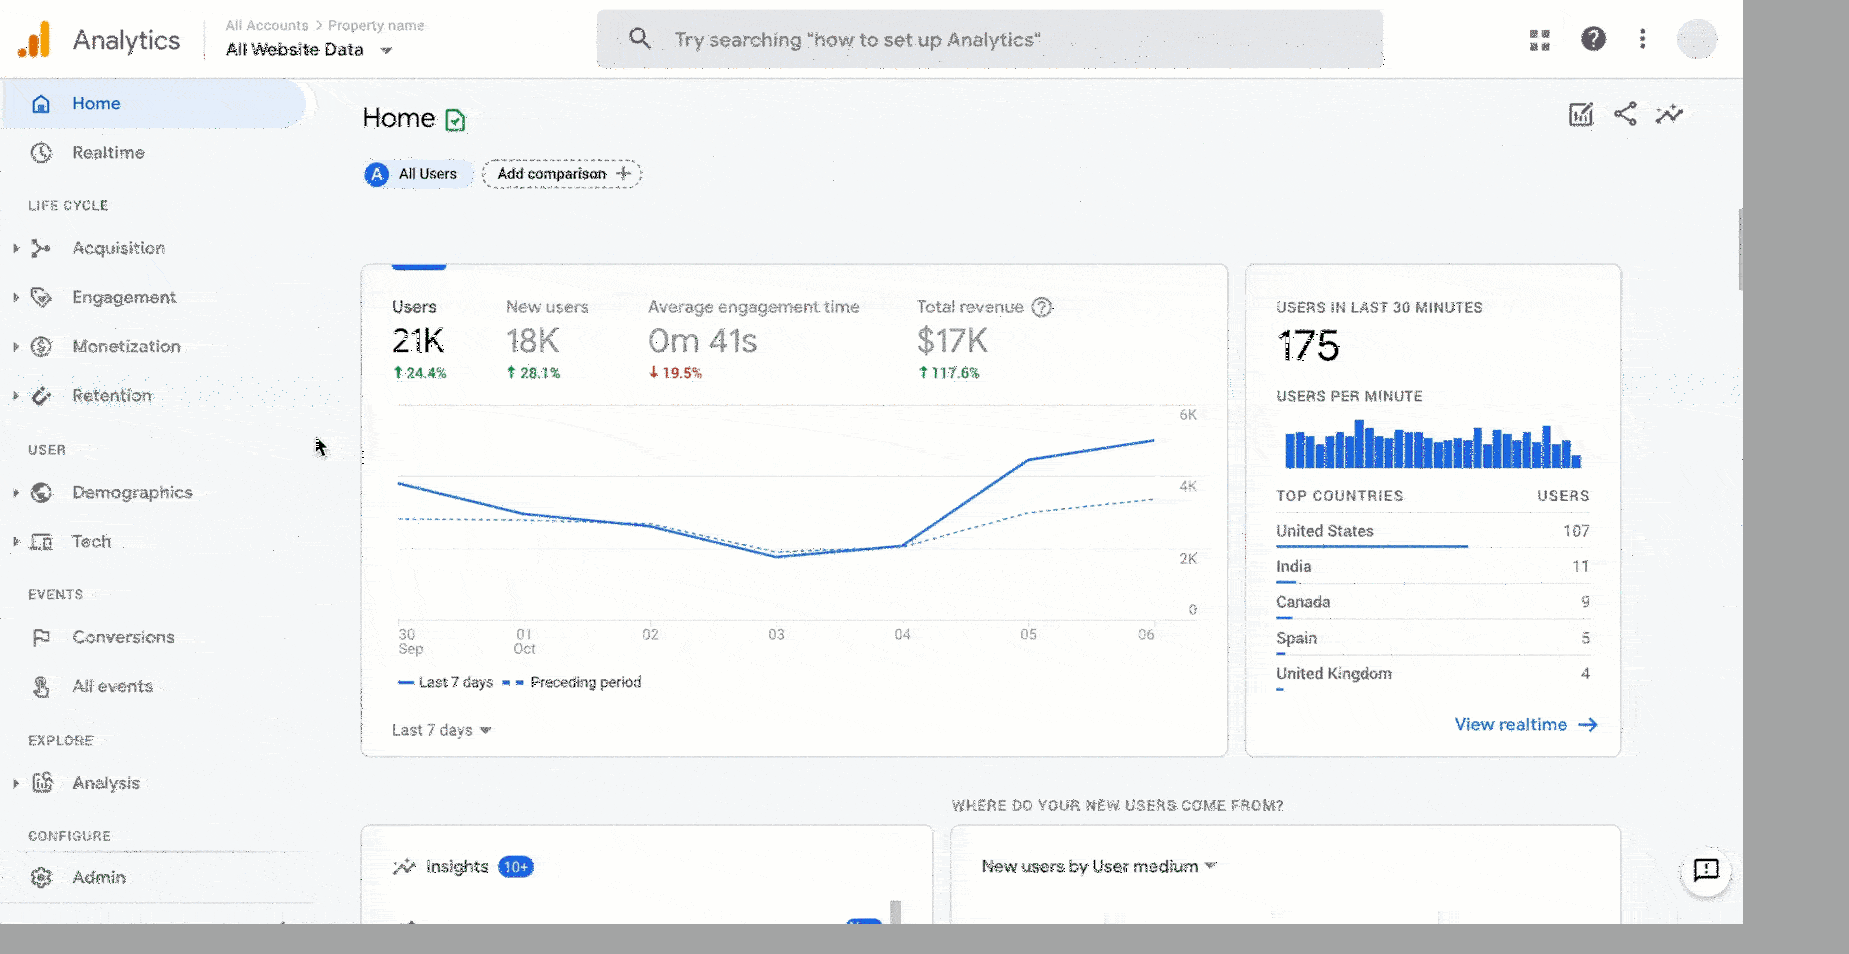 Analytics
All Accounts > Property name
All Website Data
Try searching "how to set up Analytics"
Home
Realtime
LIFE CYCLE
Acquisition
Engagement
Monetization
Retention
USER
Demographics
Tech
EVENTS
Conversions
All events
EXPLORE
Analysis
CONFIGURE
Admin
Home
A All Users
Add comparison +
Users
21K
↑ 24.4%
New users
18K
↑ 28.1%
Average engagement time
0m 41s
↓ 19.5%
Total revenue
$17K
↑ 117.6%
6K
4K
2K
0
30 Sep
01 Oct
02
03
04
05
06
Last 7 days
Preceding period
Last 7 days
USERS IN LAST 30 MINUTES
175
USERS PER MINUTE
TOP COUNTRIES USERS
United States 107
India 11
Canada 9
Spain 5
United Kingdom 4
View realtime →
Insights 10+
WHERE DO YOUR NEW USERS COME FROM?
New users by User medium